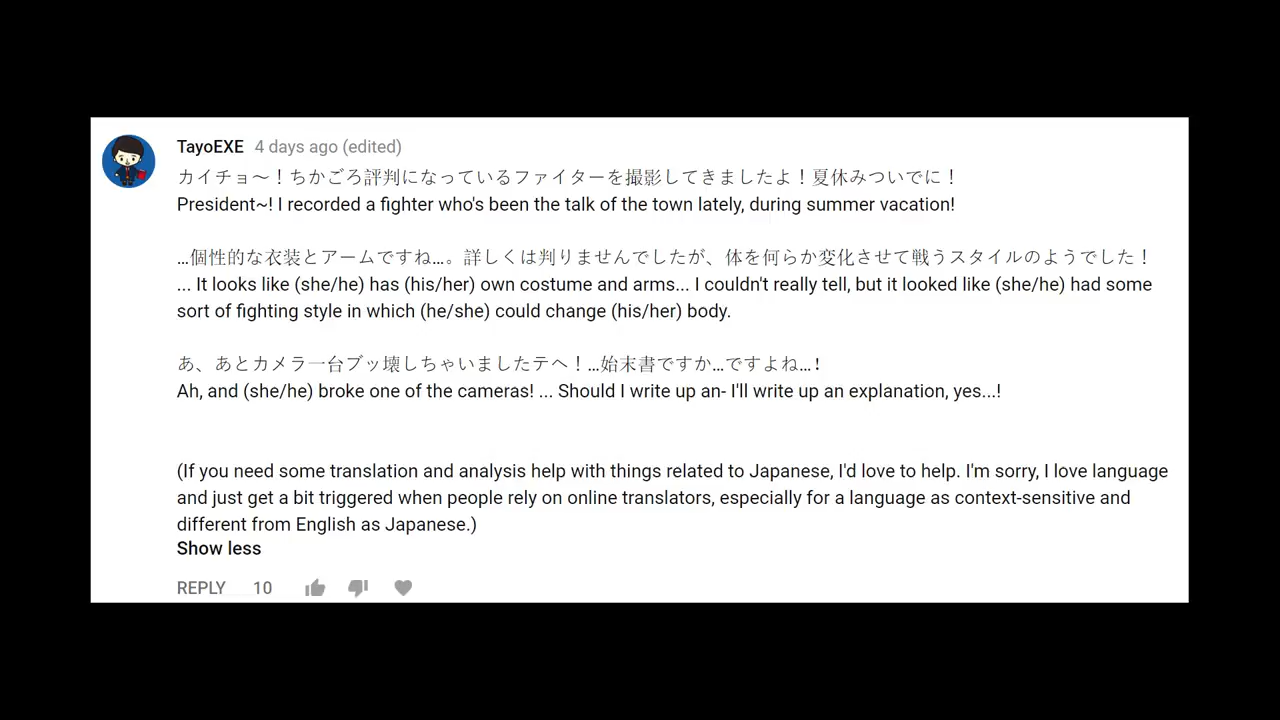 TayoEXE 4 days ago (edited)
カイチョ～！ちかごろ評判になっているファイターを撮影してきましたよ！夏休みついでに！
President~! I recorded a fighter who's been the talk of the town lately, during summer vacation!
...個性的な衣装とアームですね...。詳しくは判りませんでしたが、体を何らか変化させて戦うスタイルのようでした！
... It looks like (she/he) has (his/her) own costume and arms... I couldn't really tell, but it looked like (she/he) had some
sort of fighting style in which (he/she) could change (his/her) body.
あ、あとカメラ一台ブッ壊しちゃいましたテヘ！...始末書ですか...ですよね...！
Ah, and (she/he) broke one of the cameras! ... Should I write up an- I'll write up an explanation, yes...!
(If you need some translation and analysis help with things related to Japanese, I'd love to help. I'm sorry, I love language
and just get a bit triggered when people rely on online translators, especially for a language as context-sensitive and
different from English as Japanese.)
Show less
REPLY 10